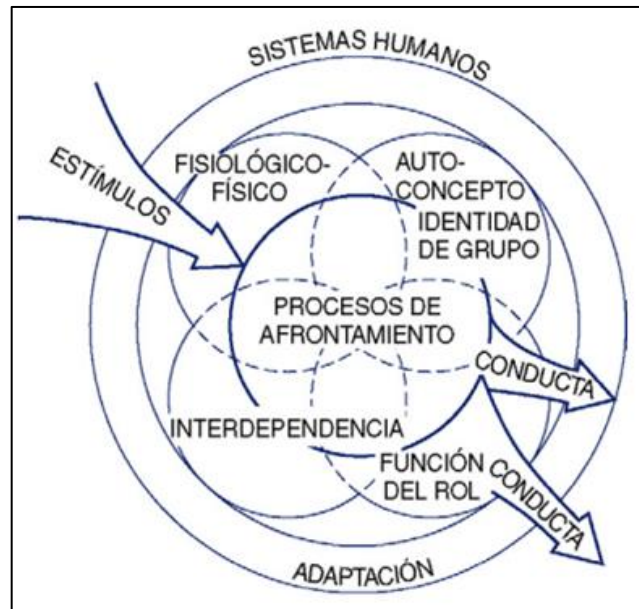 SISTEMAS HUMANOS
ESTÍMULOS
FISIOLÓGICO-
FÍSICO
AUTO-
CONCEPTO
IDENTIDAD
DE GRUPO
PROCESOS DE
AFRONTAMIENTO
CONDUCTA
INTERDEPENDENCIA
FUNCIÓN
DEL ROL
CONDUCTA
ADAPTACIÓN